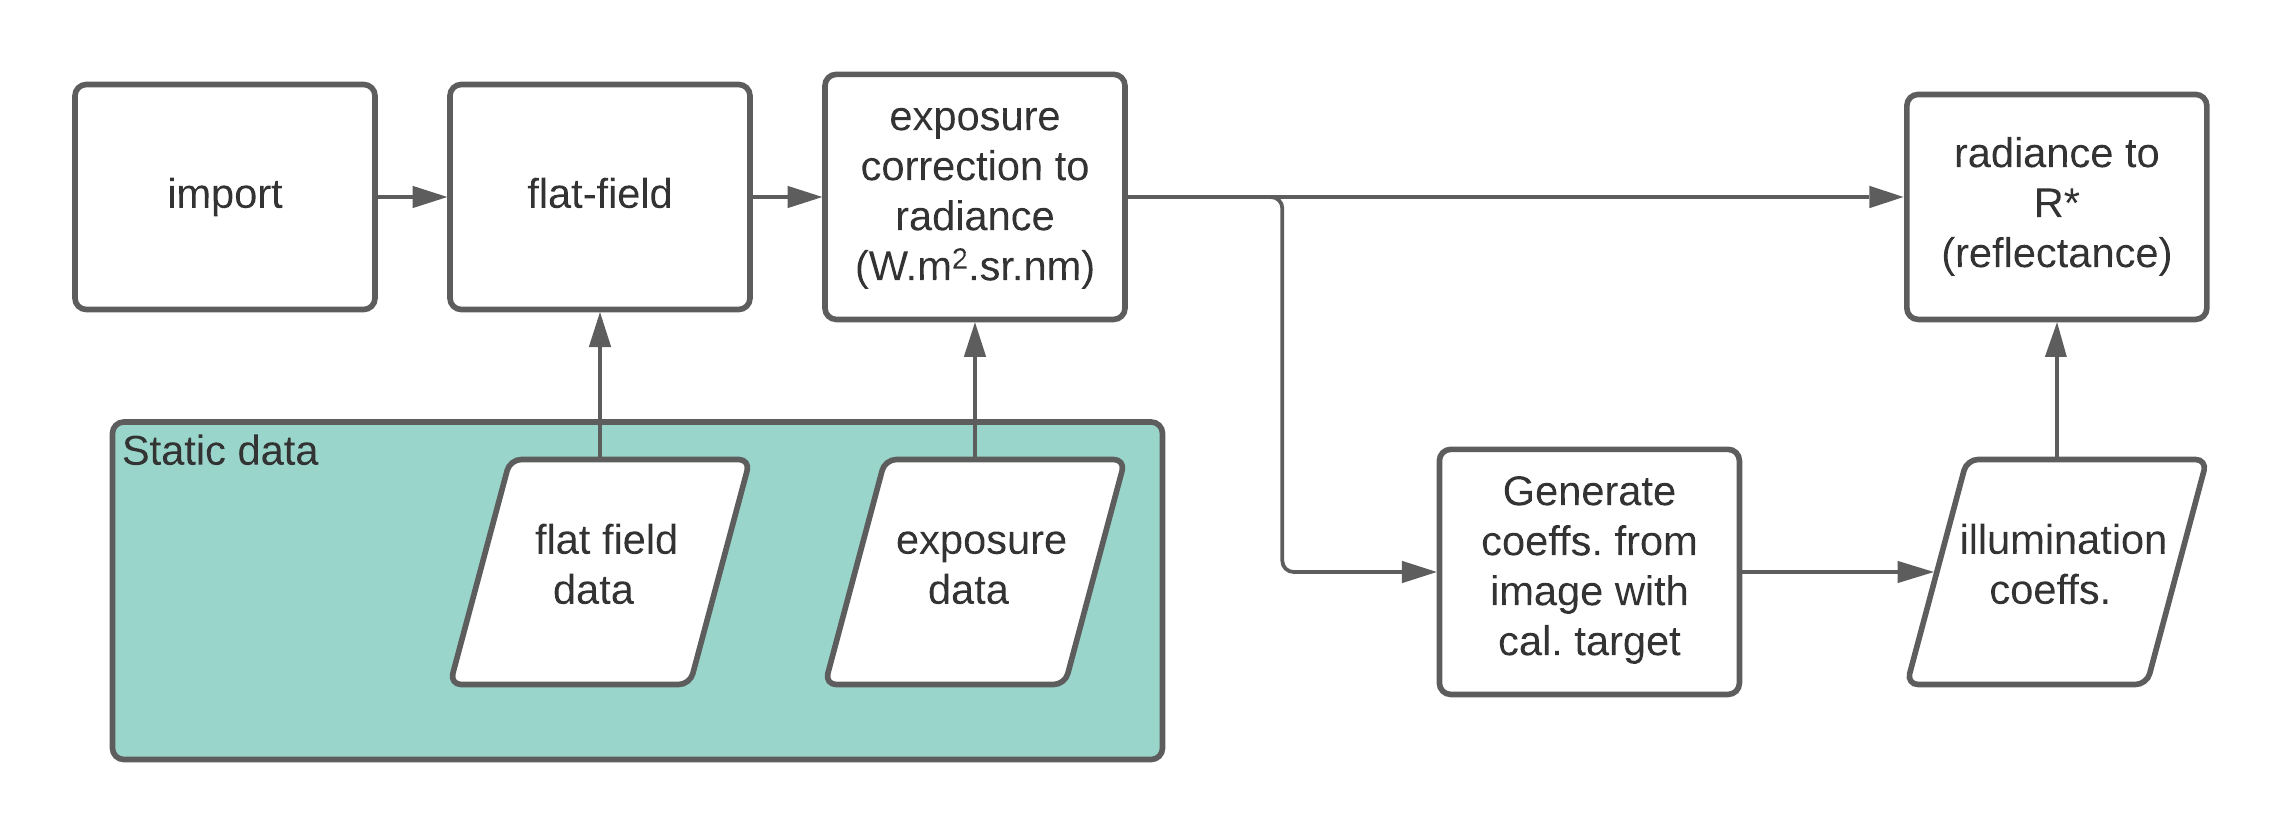 import
flat-field
exposure
correction to
radiance
(W.m².sr.nm)
radiance to
R*
(reflectance)
Static data
flat field
data
exposure
data
Generate
coeffs. from
image with
cal. target
illumination
coeffs.